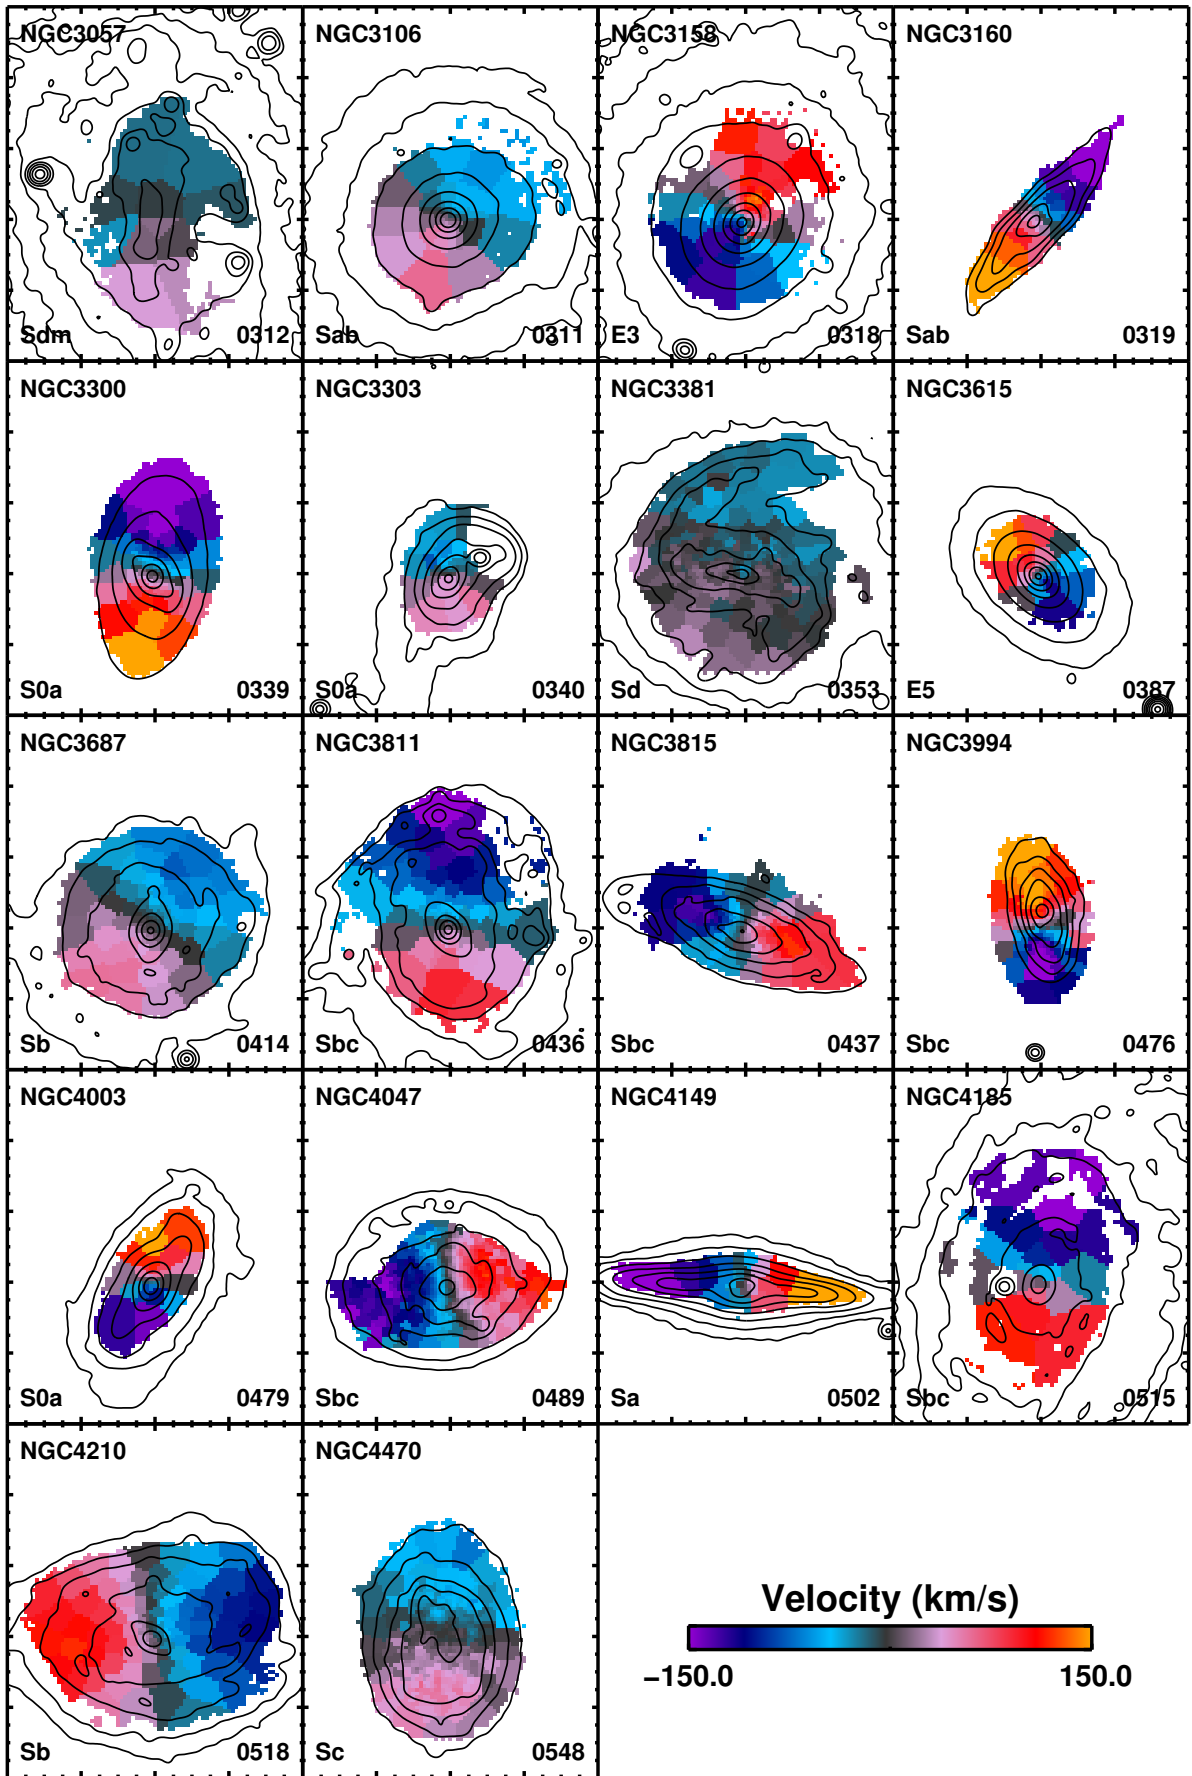 NGC3057 NGC3106 NGC3158 NGC3160
Sdm 0312 Sab 0311 E3 0318 Sab 0319
NGC3300 NGC3303 NGC3381 NGC3615
S0a 0339 S0a 0340 Sd 0353 E5 0387
NGC3687 NGC3811 NGC3815 NGC3994
Sb 0414 Sbc 0436 Sbc 0437 Sbc 0476
NGC4003 NGC4047 NGC4149 NGC4185
S0a 0479 Sbc 0489 Sa 0502 Sbc 0515
NGC4210 NGC4470
Velocity (km/s)
−150.0 150.0
Sb 0518 Sc 0548